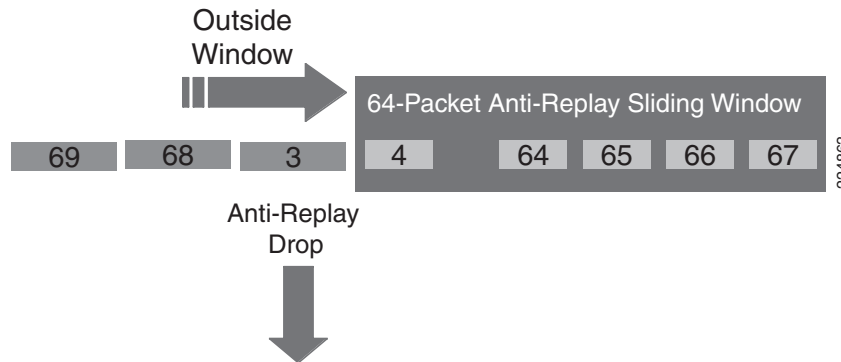 Outside
Window
64-Packet Anti-Replay Sliding Window
69 68 3 4 64 65 66 67
Anti-Replay
Drop